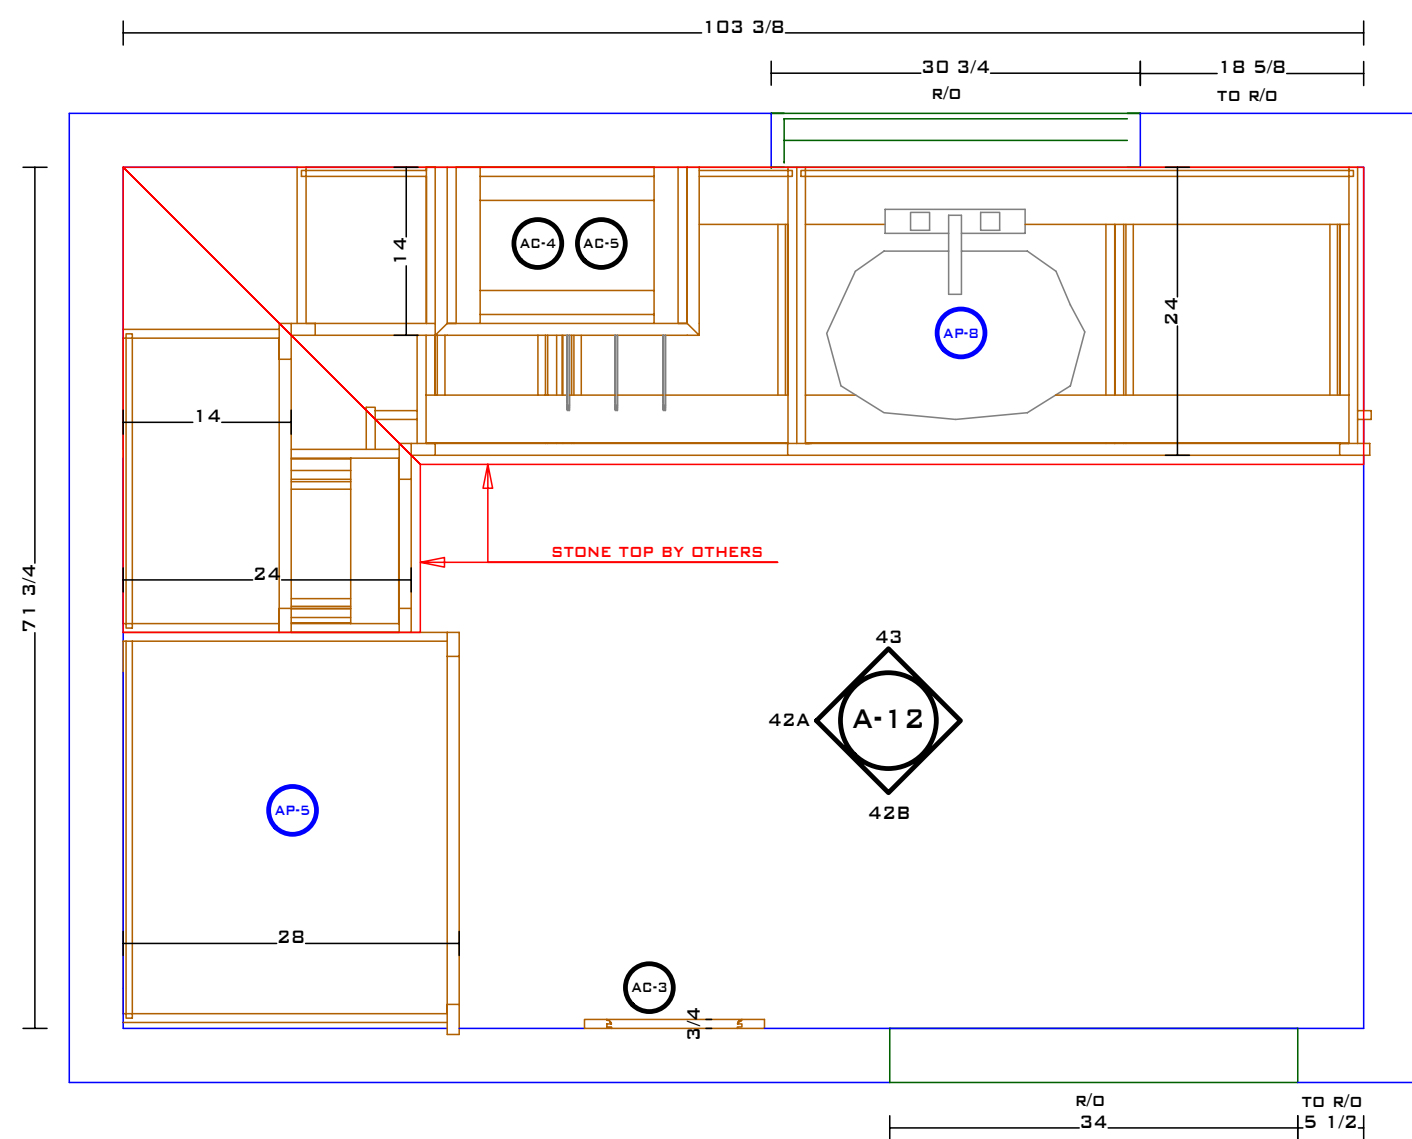 103 3/8
30 3/4
18 5/8
R/O
TO R/O
AC-4
AC-5
14
24
AP-8
14
STONE TOP BY OTHERS
24
71 3/4
43
42A
A-12
42B
AP-5
28
AC-3
3/4
R/O
TO R/O
34
5 1/2